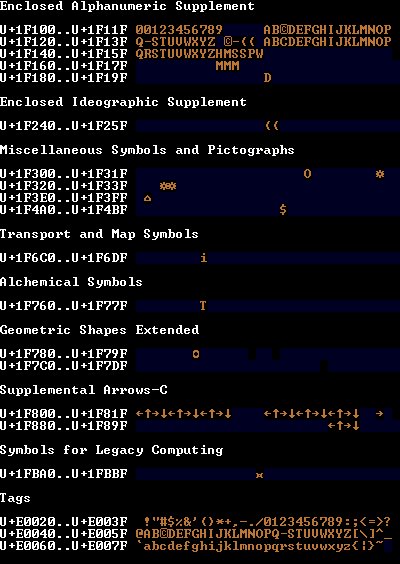 Enclosed Alphanumeric Supplement
U+1F100..U+1F11F 00123456789 AB©DEFGHIJKLMNOP
U+1F120..U+1F13F Q-STUVWXYZ ©-(( ABCDEFGHIJKLMNOP
U+1F140..U+1F15F QRSTUVWXYZHMSSPW
U+1F160..U+1F17F MMM
U+1F180..U+1F19F D
Enclosed Ideographic Supplement
U+1F240..U+1F25F ((
Miscellaneous Symbols and Pictographs
U+1F300..U+1F31F O ☼
U+1F320..U+1F33F ☼☼
U+1F3E0..U+1F3FF ⌂
U+1F4A0..U+1F4BF $
Transport and Map Symbols
U+1F6C0..U+1F6DF i
Alchemical Symbols
U+1F760..U+1F77F T
Geometric Shapes Extended
U+1F780..U+1F79F o
U+1F7C0..U+1F7DF
Supplemental Arrows-C
U+1F800..U+1F81F ←↑→↓←↑→↓←↑→↓ ←↑→↓←↑→↓←↑→↓ →
U+1F880..U+1F89F ←↑→↓
Symbols for Legacy Computing
U+1FBA0..U+1FBBF ¤
Tags
U+E0020..U+E003F !"#$%&'()*+,-./0123456789:;<=>?
U+E0040..U+E005F @AB©DEFGHIJKLMNOPQ-STUVWXYZ[\]^_
U+E0060..U+E007F `abcdefghijklmnopqrstuvwxyz{¦}~